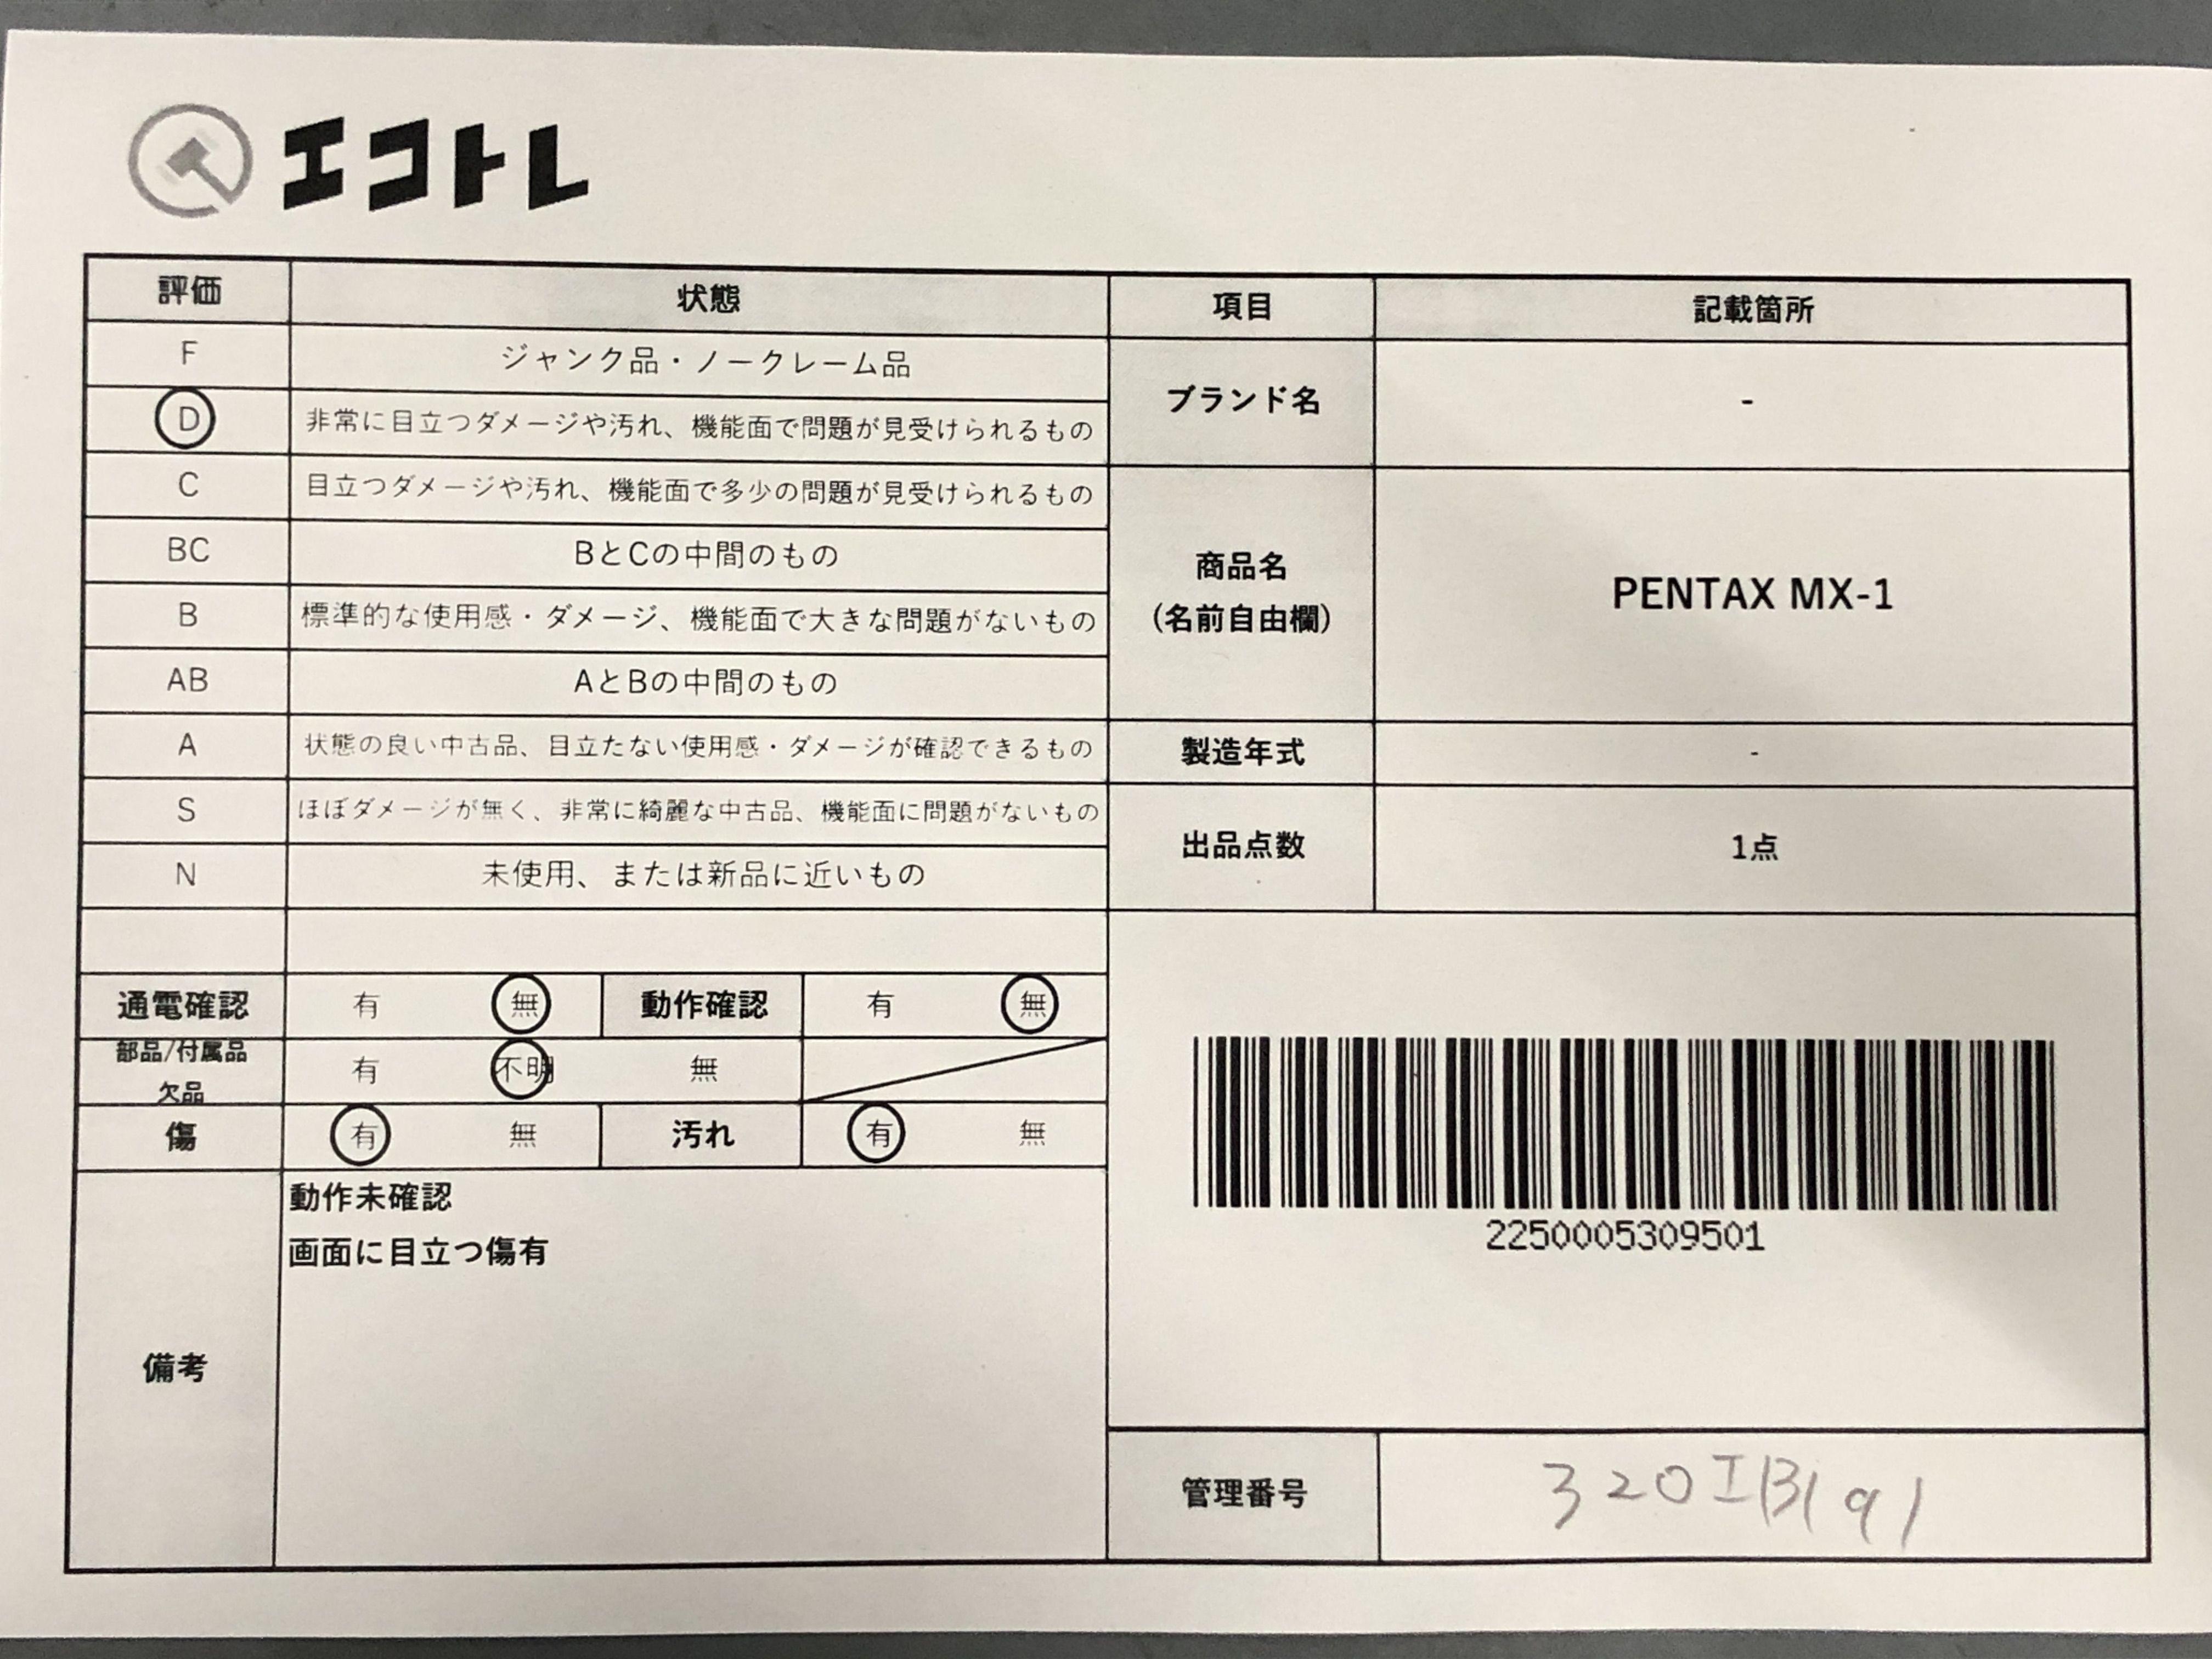 エコトレ
評価 状態
F ジャンク品・ノークレーム品
D 非常に目立つダメージや汚れ、機能面で問題が見受けられるもの
C 目立つダメージや汚れ、機能面で多少の問題が見受けられるもの
BC BとCの中間のもの
B 標準的な使用感・ダメージ、機能面で大きな問題がないもの
AB AとBの中間のもの
A 状態の良い中古品、目立たない使用感・ダメージが確認できるもの
S ほぼダメージが無く、非常に綺麗な中古品、機能面に問題がないもの
N 未使用、または新品に近いもの
通電確認 有 無 動作確認 有 無
部品/付属品
欠品 有 不明 無
傷 有 無 汚れ 有 無
備考
動作未確認
画面に目立つ傷有
項目 記載箇所
ブランド名 -
商品名
(名前自由欄) PENTAX MX-1
製造年式 -
出品点数 1点
2250005309501
管理番号 320IB191